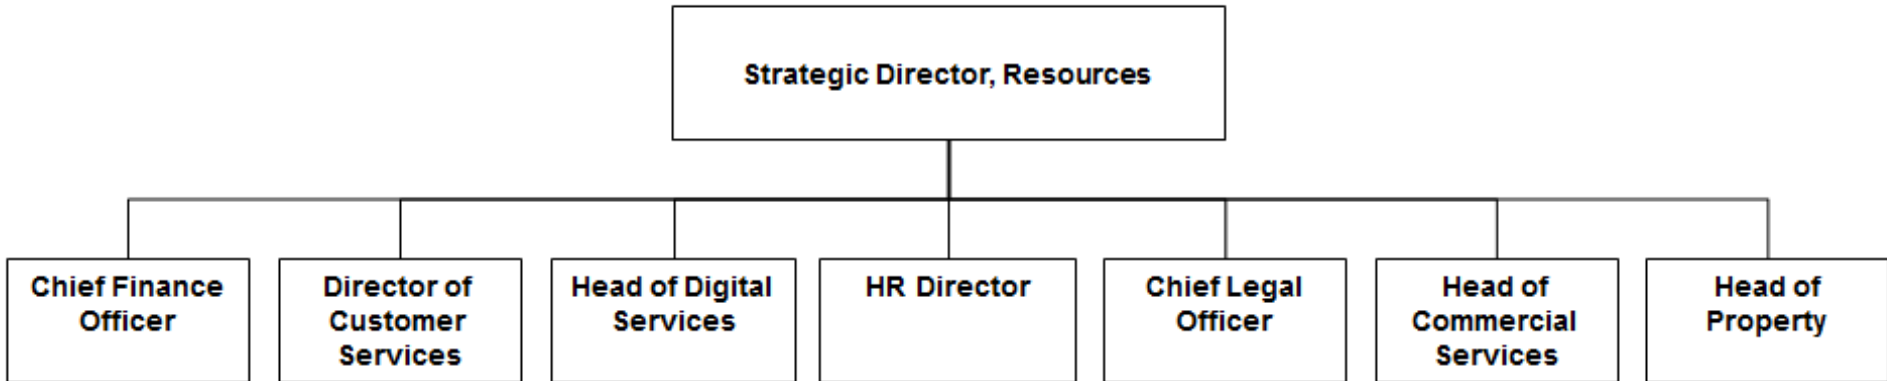 Strategic Director, Resources
Chief Finance
Officer
Director of
Customer
Services
Head of Digital
Services
HR Director
Chief Legal
Officer
Head of
Commercial
Services
Head of
Property